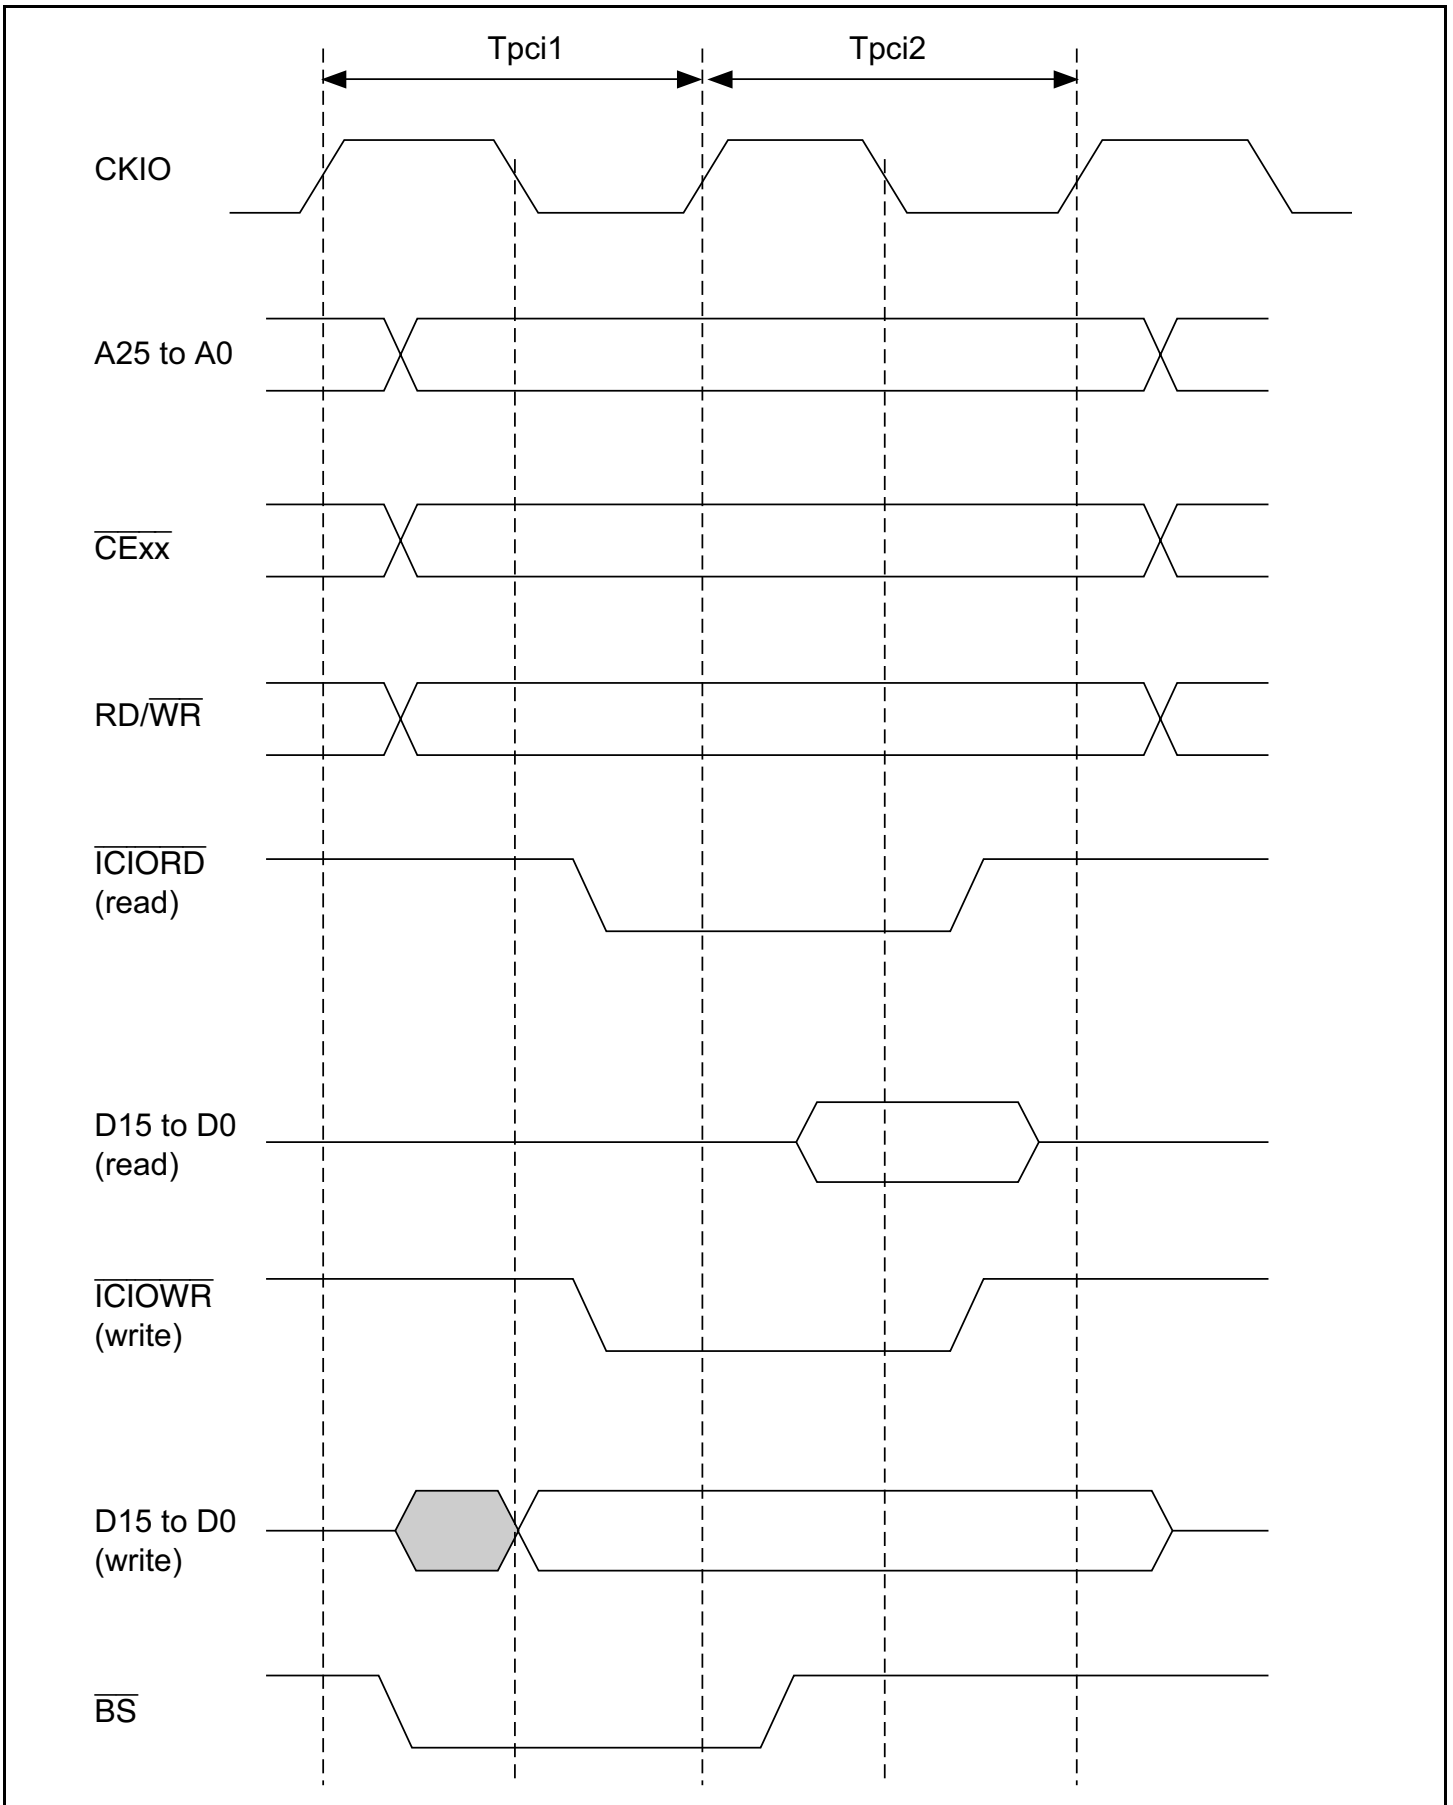 Tpci1
Tpci2
CKIO
A25 to A0
CExx
RD/WR
ICIORD
(read)
D15 to D0
(read)
ICIOWR
(write)
D15 to D0
(write)
BS